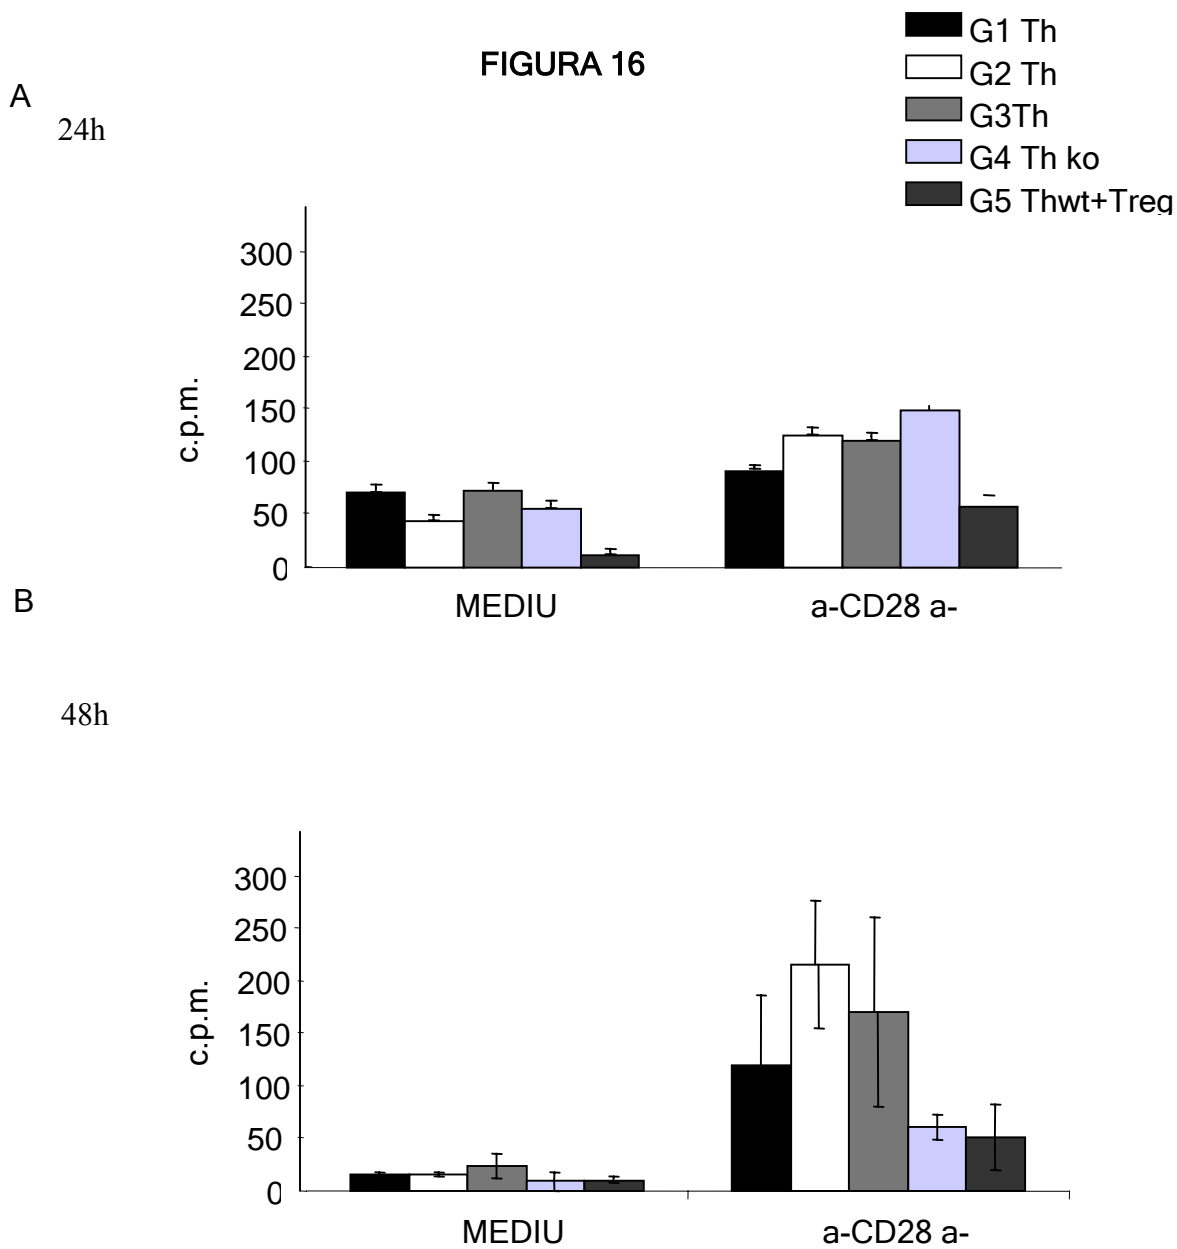 FIGURA 16
G1 Th
G2 Th
G3Th
G4 Th ko
G5 Thwt+Treg
A
24h
300
250
200
150
100
50
0
c.p.m.
MEDIU
a-CD28 a-
B
48h
300
250
200
150
100
50
0
c.p.m.
MEDIU
a-CD28 a-